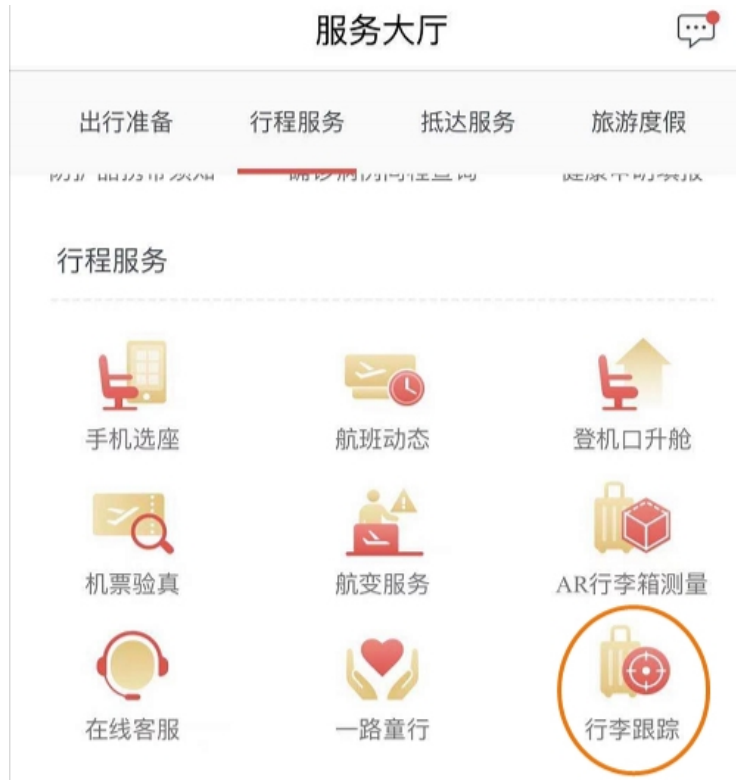 服务大厅
出行准备 行程服务 抵达服务 旅游度假
行程服务
手机选座 航班动态 登机口升舱
机票验真 航变服务 AR行李箱测量
在线客服 一路童行 行李跟踪